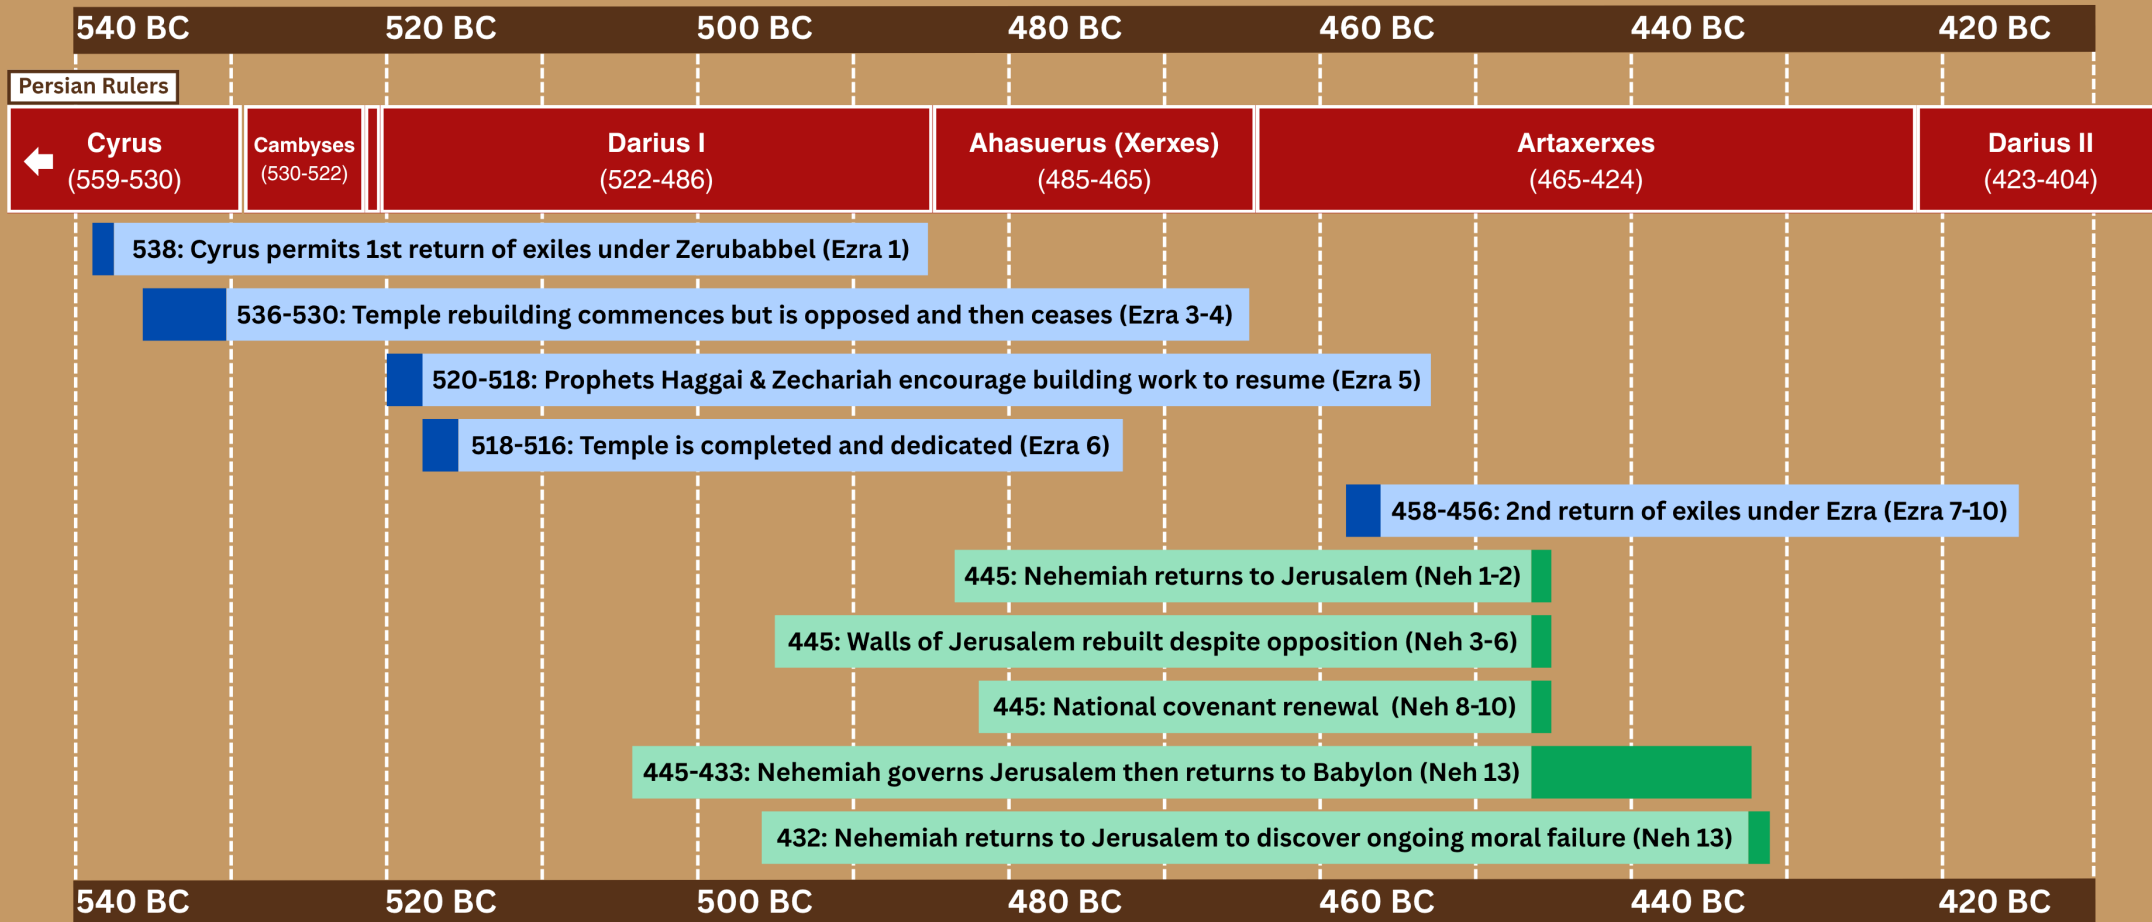 540 BC 520 BC 500 BC 480 BC 460 BC 440 BC 420 BC
Persian Rulers
Cyrus
(559-530)
Cambyses
(530-522)
Darius I
(522-486)
Ahasuerus (Xerxes)
(485-465)
Artaxerxes
(465-424)
Darius II
(423-404)
538: Cyrus permits 1st return of exiles under Zerubabbel (Ezra 1)
536-530: Temple rebuilding commences but is opposed and then ceases (Ezra 3-4)
520-518: Prophets Haggai & Zechariah encourage building work to resume (Ezra 5)
518-516: Temple is completed and dedicated (Ezra 6)
458-456: 2nd return of exiles under Ezra (Ezra 7-10)
445: Nehemiah returns to Jerusalem (Neh 1-2)
445: Walls of Jerusalem rebuilt despite opposition (Neh 3-6)
445: National covenant renewal (Neh 8-10)
445-433: Nehemiah governs Jerusalem then returns to Babylon (Neh 13)
432: Nehemiah returns to Jerusalem to discover ongoing moral failure (Neh 13)
540 BC 520 BC 500 BC 480 BC 460 BC 440 BC 420 BC